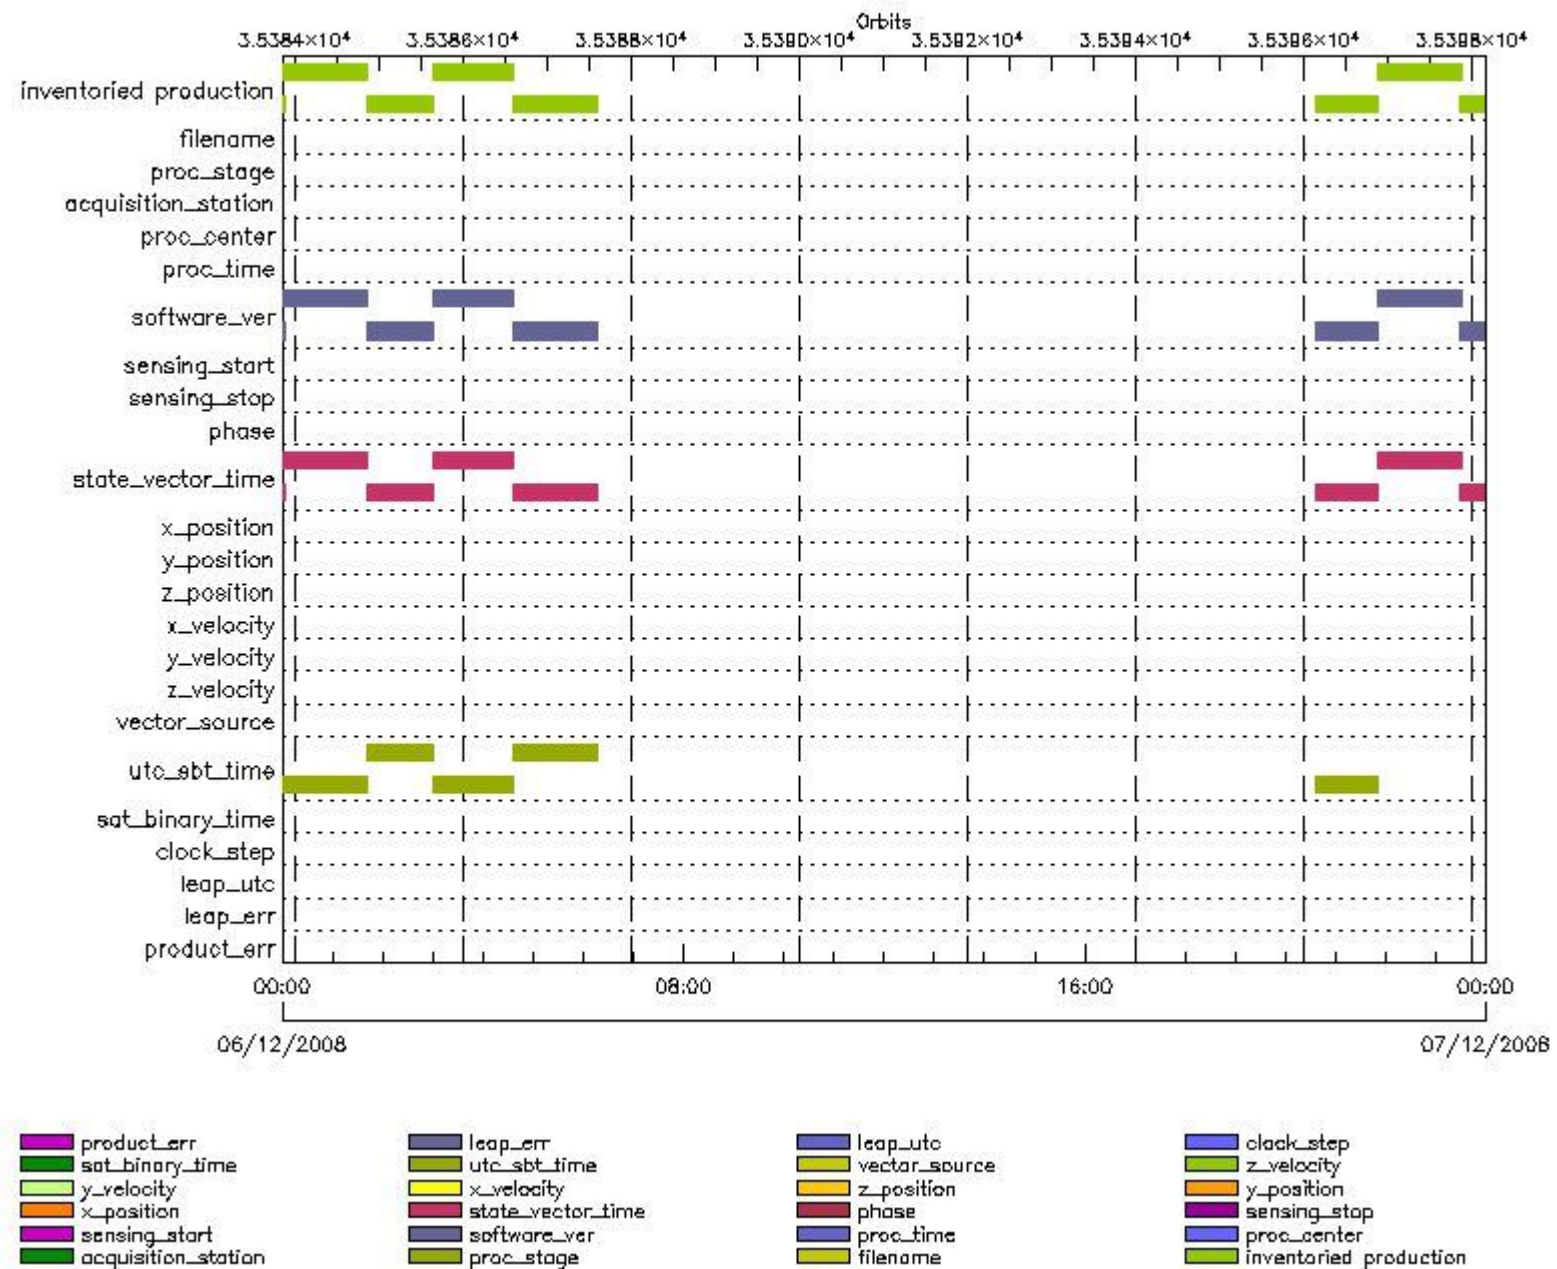 Orbits
3.5384×10⁴ 3.5386×10⁴ 3.5388×10⁴ 3.5390×10⁴ 3.5392×10⁴ 3.5394×10⁴ 3.5396×10⁴ 3.5398×10⁴
inventoried production
filename
proc_stage
acquisition_station
proc_center
proc_time
software_ver
sensing_start
sensing_stop
phase
state_vector_time
x_position
y_position
z_position
x_velocity
y_velocity
z_velocity
vector_source
utc_sbt_time
sat_binary_time
clock_step
leap_utc
leap_err
product_err
00:00 08:00 16:00 00:00
06/12/2008 07/12/2008
product_err leap_err leap_utc clock_step
sat_binary_time utc_sbt_time vector_source z_velocity
y_velocity x_velocity z_position y_position
x_position state_vector_time phase sensing_stop
sensing_start software_ver proc_time proc_center
acquisition_station proc_stage filename inventoried production